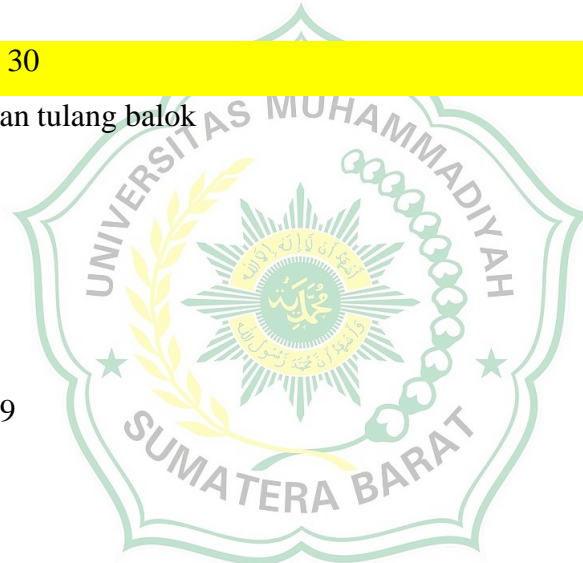 30
an tulang balok
9
UNIVERSITAS MUHAMMADIYAH
SUMATERA BARAT